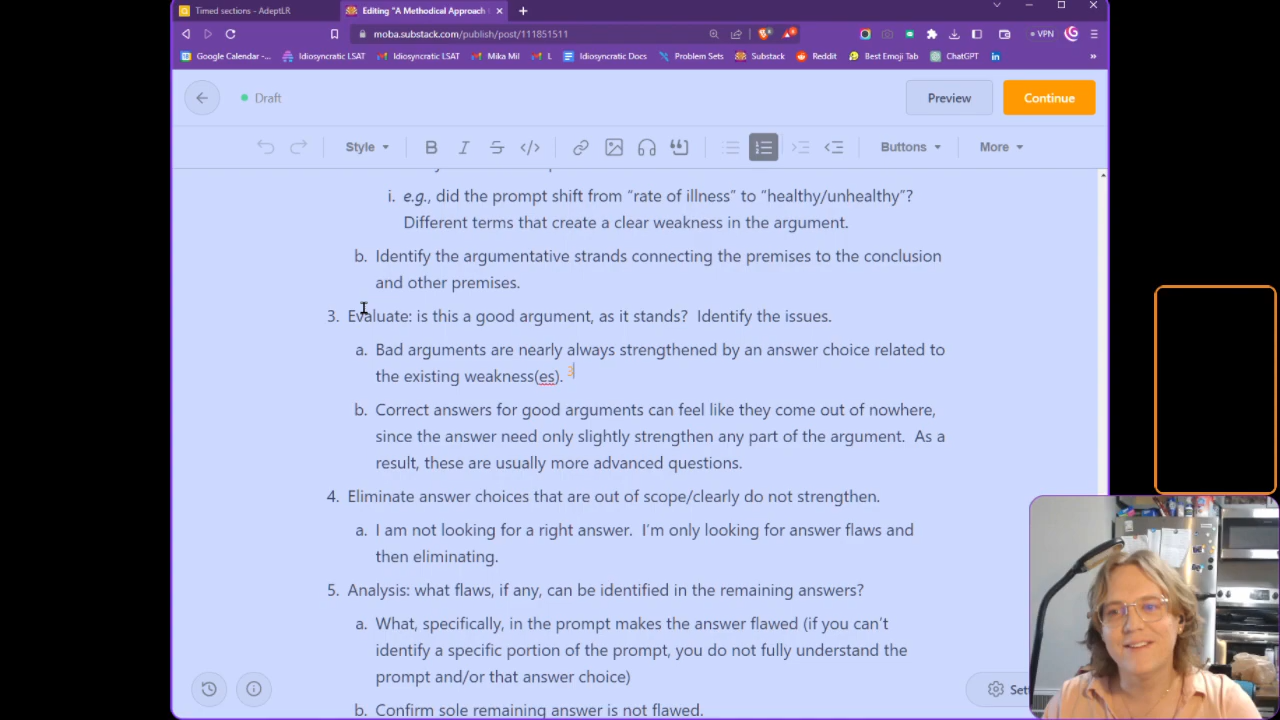 Timed sections - AdeptLR
Editing "A Methodical Approach
moba.substack.com/publish/post/111851511
VPN
Google Calendar -...
Idiosyncratic LSAT
Idiosyncratic LSAT
Mika Mil
L
Idiosyncratic Docs
Problem Sets
Substack
Reddit
Best Emoji Tab
ChatGPT
»
Draft
Preview
Continue
Style
B
I
S
</>
Buttons
More
i. e.g., did the prompt shift from “rate of illness” to “healthy/unhealthy”?
Different terms that create a clear weakness in the argument.
b. Identify the argumentative strands connecting the premises to the conclusion
and other premises.
3. Evaluate: is this a good argument, as it stands? Identify the issues.
a. Bad arguments are nearly always strengthened by an answer choice related to
the existing weakness(es). 3
b. Correct answers for good arguments can feel like they come out of nowhere,
since the answer need only slightly strengthen any part of the argument. As a
result, these are usually more advanced questions.
4. Eliminate answer choices that are out of scope/clearly do not strengthen.
a. I am not looking for a right answer. I’m only looking for answer flaws and
then eliminating.
5. Analysis: what flaws, if any, can be identified in the remaining answers?
a. What, specifically, in the prompt makes the answer flawed (if you can’t
identify a specific portion of the prompt, you do not fully understand the
prompt and/or that answer choice)
b. Confirm sole remaining answer is not flawed.
Set